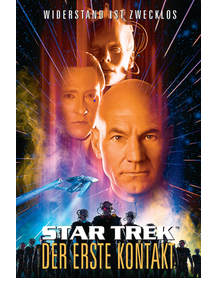 WIDERSTAND IST ZWECKLOS
STAR TREK
DER ERSTE KONTAKT